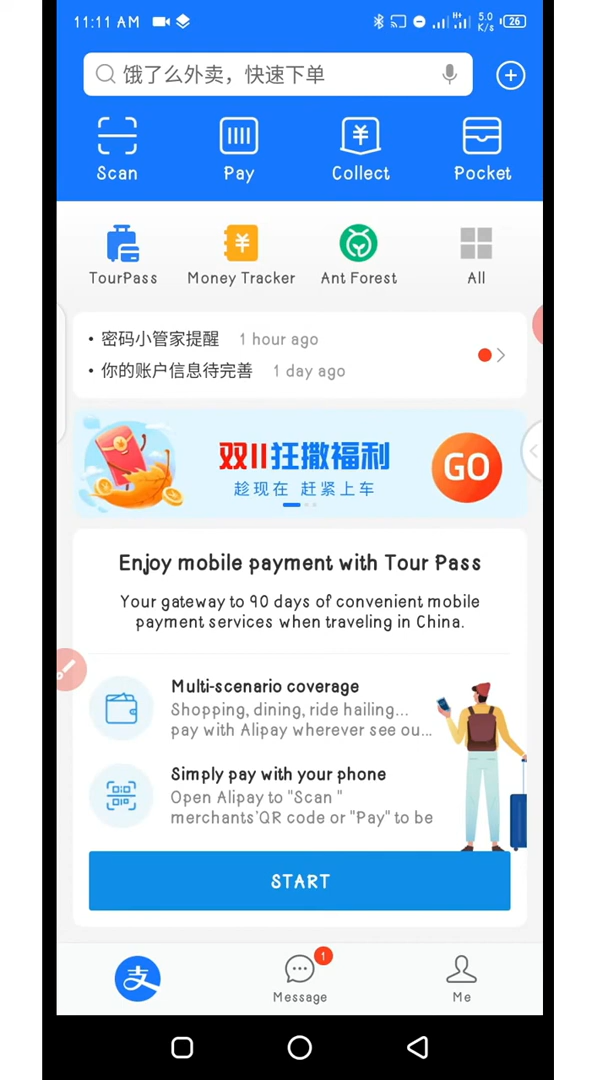 11:11 AM
H+
5.0
K/s
26
饿了么外卖，快速下单
Scan
Pay
Collect
Pocket
TourPass
Money Tracker
Ant Forest
All
• 密码小管家提醒 1 hour ago
• 你的账户信息待完善 1 day ago
双11狂撒福利
趁现在 赶紧上车
GO
Enjoy mobile payment with Tour Pass
Your gateway to 90 days of convenient mobile
payment services when traveling in China.
Multi-scenario coverage
Shopping, dining, ride hailing...
pay with Alipay wherever see ou...
Simply pay with your phone
Open Alipay to "Scan "
merchants'QR code or "Pay" to be
START
支
1
Message
Me